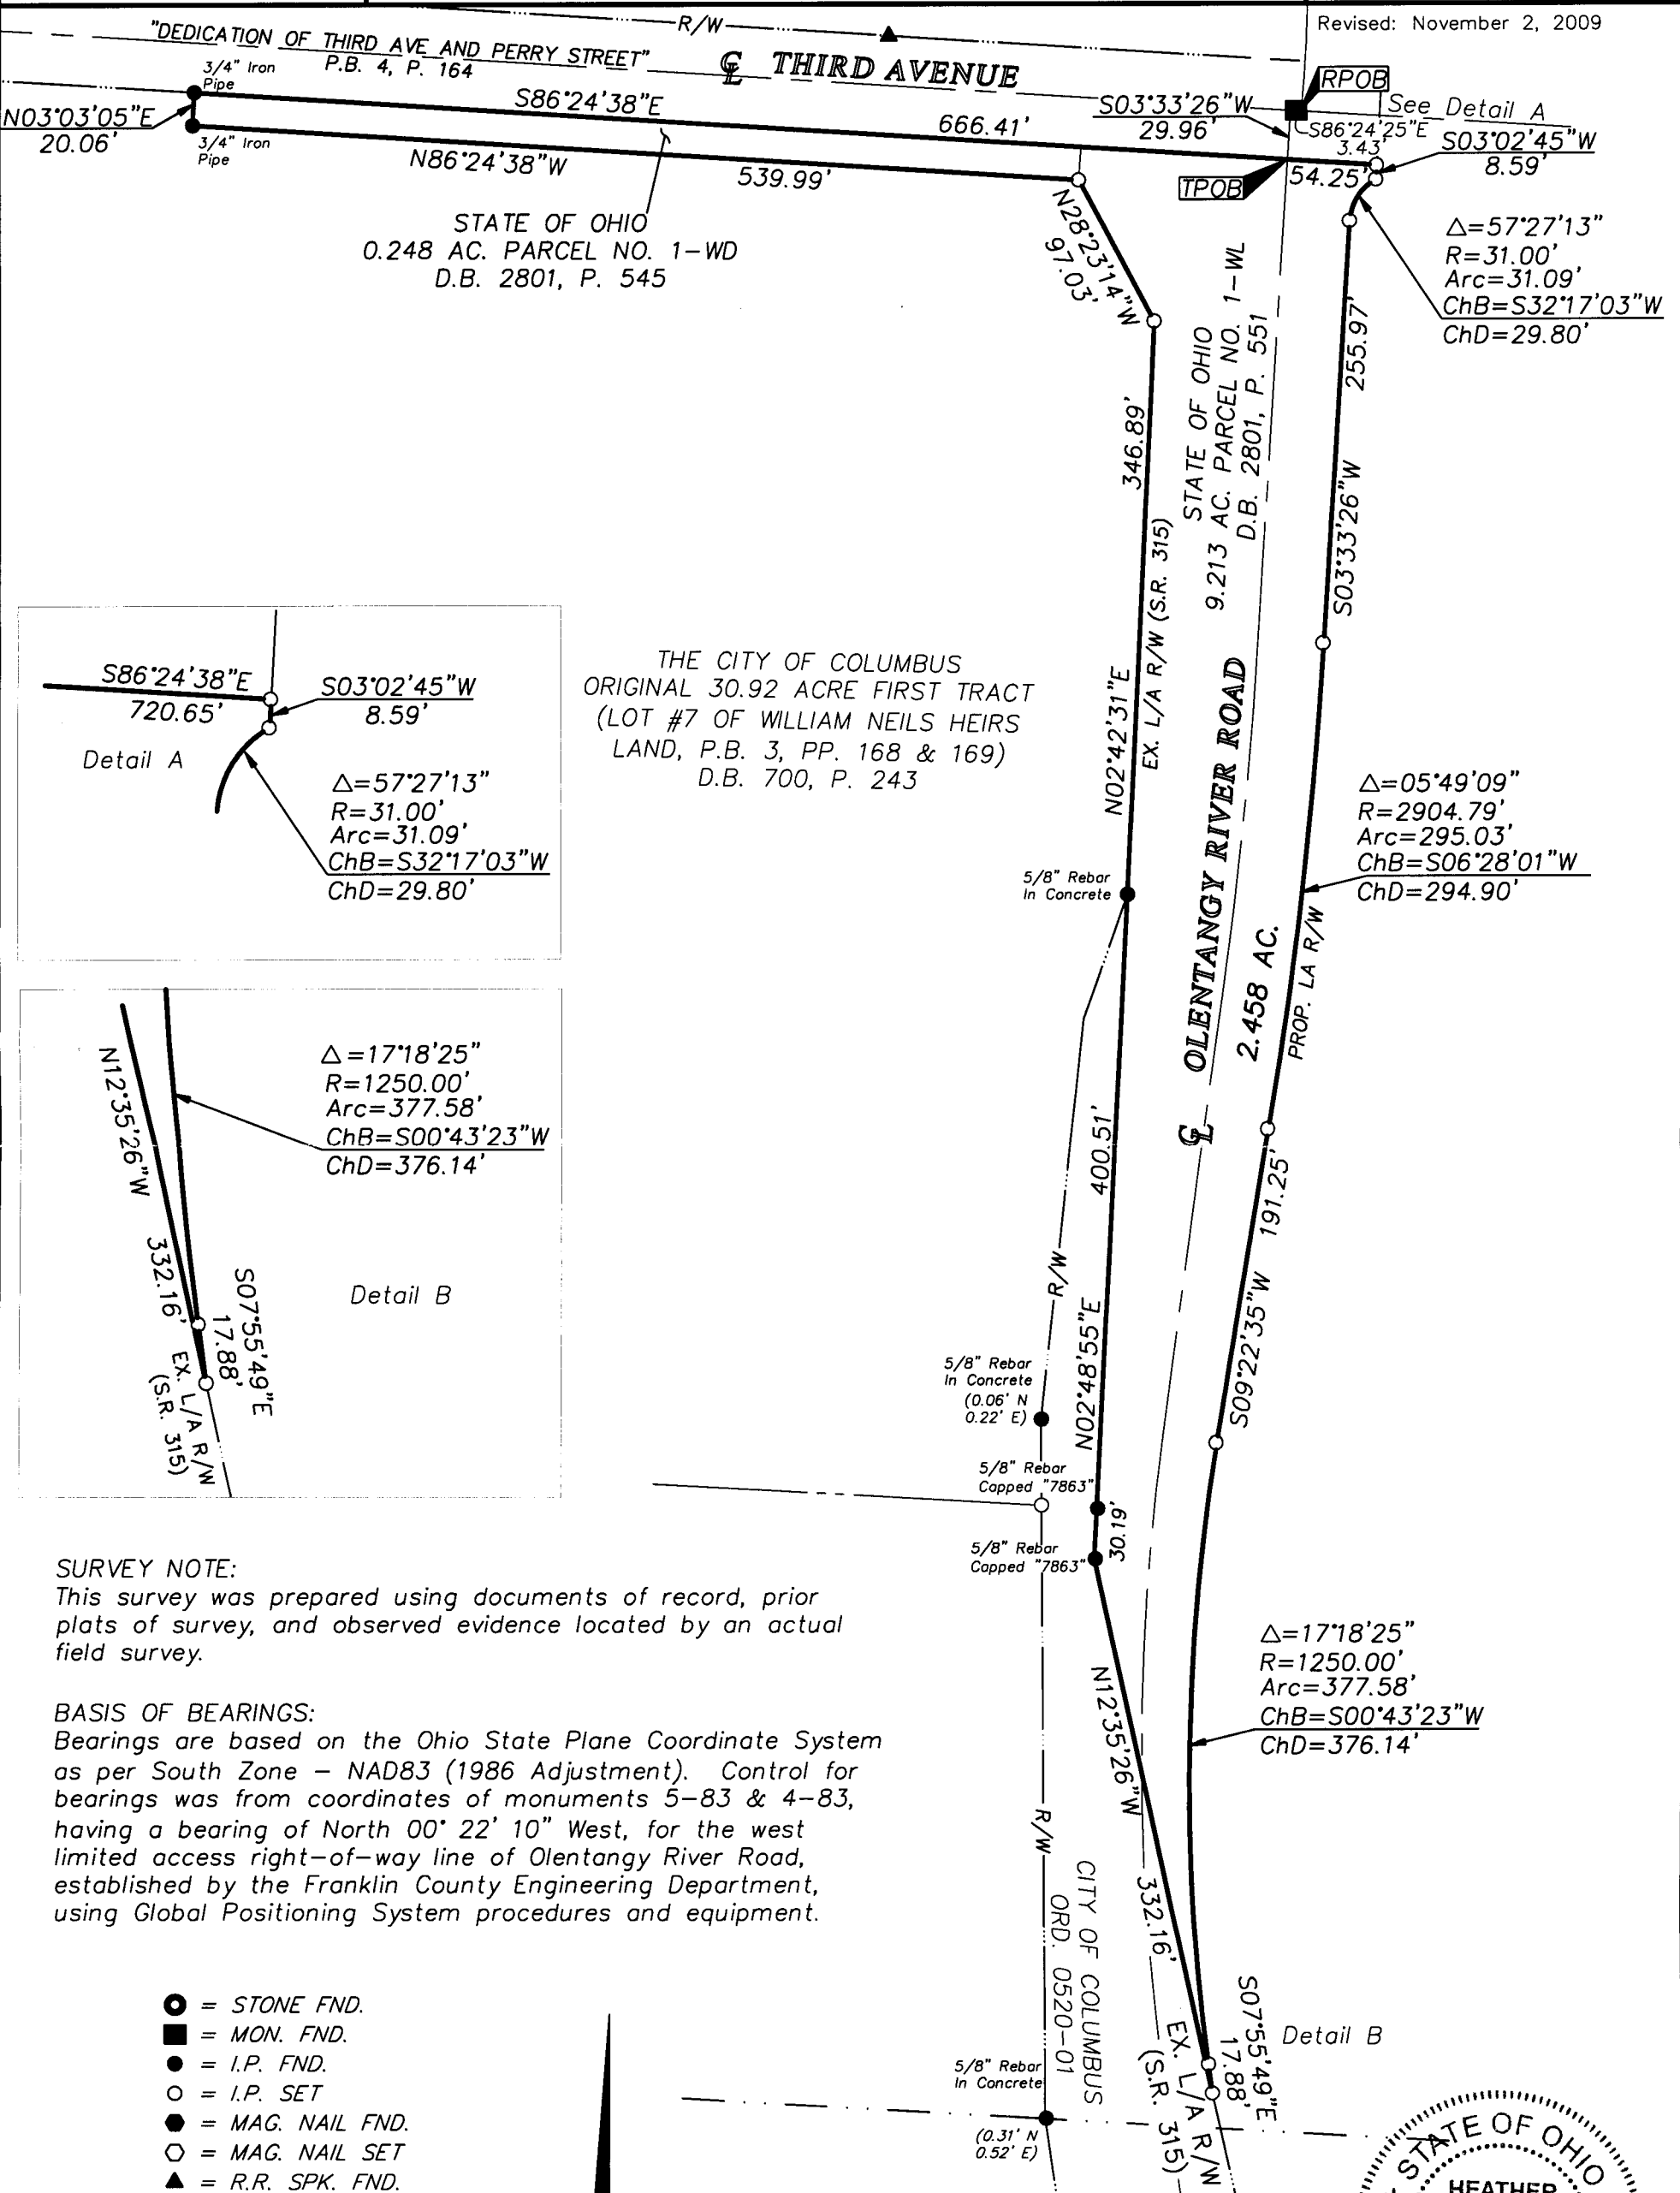 Revised: November 2, 2009
R/W
"DEDICATION OF THIRD AVE AND PERRY STREET"
P.B. 4, P. 164
℄ THIRD AVENUE
3/4" Iron
Pipe
N03°03'05"E
20.06'
3/4" Iron
Pipe
S86°24'38"E
666.41'
N86°24'38"W
539.99'
S03°33'26"W
29.96'
RPOB
See Detail A
S86°24'25"E
3.43'
S03°02'45"W
8.59'
TPOB
54.25'
STATE OF OHIO
0.248 AC. PARCEL NO. 1-WD
D.B. 2801, P. 545
N28°23'14"W
97.03'
Δ=57°27'13"
R=31.00'
Arc=31.09'
ChB=S32°17'03"W
ChD=29.80'
STATE OF OHIO
9.213 AC. PARCEL NO. 1-WL
D.B. 2801, P. 551
255.97'
S03°33'26"W
346.89'
N02°42'31"E
EX. L/A R/W (S.R. 315)
S86°24'38"E
720.65'
S03°02'45"W
8.59'
Detail A
Δ=57°27'13"
R=31.00'
Arc=31.09'
ChB=S32°17'03"W
ChD=29.80'
THE CITY OF COLUMBUS
ORIGINAL 30.92 ACRE FIRST TRACT
(LOT #7 OF WILLIAM NEILS HEIRS
LAND, P.B. 3, PP. 168 & 169)
D.B. 700, P. 243
℄ OLENTANGY RIVER ROAD
2.458 AC.
PROP. LA R/W
Δ=05°49'09"
R=2904.79'
Arc=295.03'
ChB=S06°28'01"W
ChD=294.90'
5/8" Rebar
In Concrete
N12°35'26"W
332.16'
Δ=17°18'25"
R=1250.00'
Arc=377.58'
ChB=S00°43'23"W
ChD=376.14'
S07°55'49"E
17.88'
EX. L/A R/W
(S.R. 315)
Detail B
400.51'
N02°48'55"E
R/W
191.25'
S09°22'35"W
5/8" Rebar
In Concrete
(0.06' N
0.22' E)
5/8" Rebar
Capped "7863"
5/8" Rebar
Capped "7863"
30.19'
SURVEY NOTE:
This survey was prepared using documents of record, prior
plats of survey, and observed evidence located by an actual
field survey.
BASIS OF BEARINGS:
Bearings are based on the Ohio State Plane Coordinate System
as per South Zone – NAD83 (1986 Adjustment). Control for
bearings was from coordinates of monuments 5-83 & 4-83,
having a bearing of North 00° 22' 10" West, for the west
limited access right-of-way line of Olentangy River Road,
established by the Franklin County Engineering Department,
using Global Positioning System procedures and equipment.
N12°35'26"W
332.16'
R/W
CITY OF COLUMBUS
ORD. 0520-01
Δ=17°18'25"
R=1250.00'
Arc=377.58'
ChB=S00°43'23"W
ChD=376.14'
S07°55'49"E
17.88'
Detail B
EX. L/A R/W
(S.R. 315)
5/8" Rebar
In Concrete
(0.31' N
0.52' E)
= STONE FND.
= MON. FND.
= I.P. FND.
= I.P. SET
= MAG. NAIL FND.
= MAG. NAIL SET
= R.R. SPK. FND.
STATE OF OHIO
HEATHER